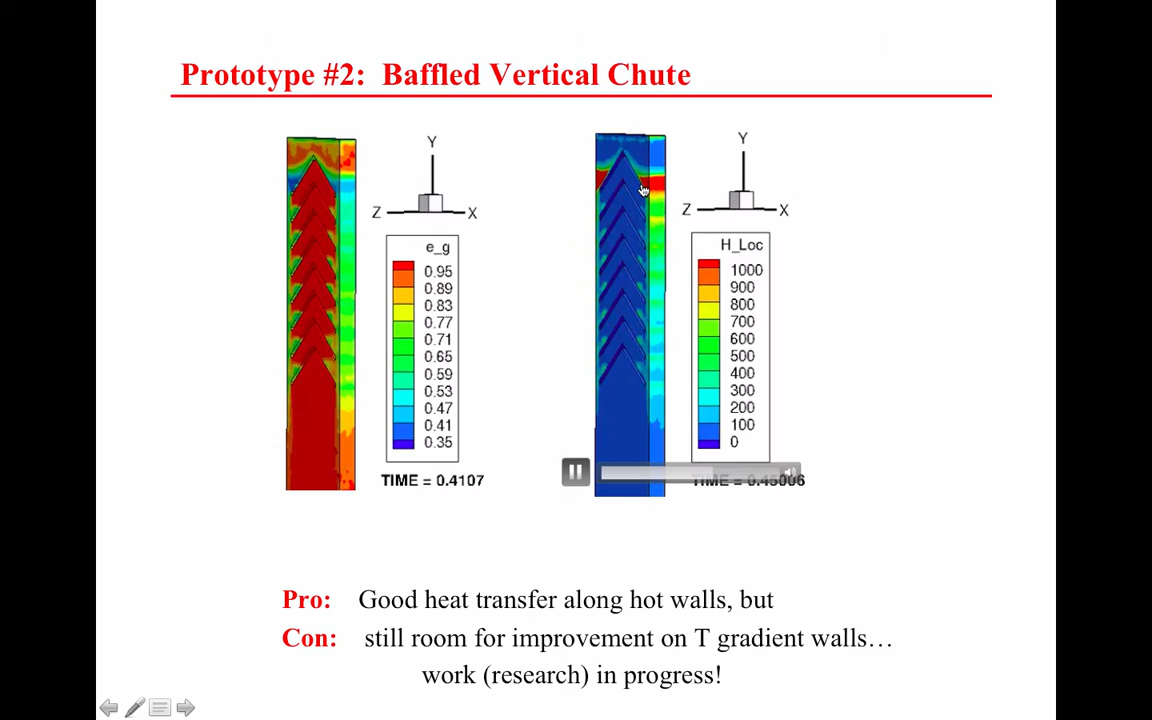 Prototype #2: Baffled Vertical Chute
Y
Z
X
e_g
0.95
0.89
0.83
0.77
0.71
0.65
0.59
0.53
0.47
0.41
0.35
TIME = 0.4107
Y
Z
X
H_Loc
1000
900
800
700
600
500
400
300
200
100
0
TIME = 0.45006
Pro: Good heat transfer along hot walls, but
Con: still room for improvement on T gradient walls…
work (research) in progress!